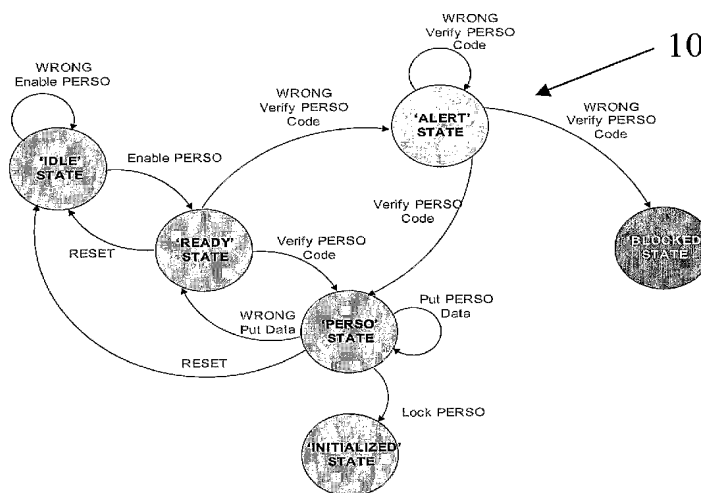 WRONG
Verify PERSO
Code
10
WRONG
Enable PERSO
WRONG
Verify PERSO
Code
'ALERT'
STATE
WRONG
Verify PERSO
Code
'IDLE'
STATE
Enable PERSO
Verify PERSO
Code
'BLOCKED'
STATE
RESET
'READY'
STATE
Verify PERSO
Code
WRONG
Put Data
'PERSO'
STATE
Put PERSO
Data
RESET
Lock PERSO
'INITIALIZED'
STATE